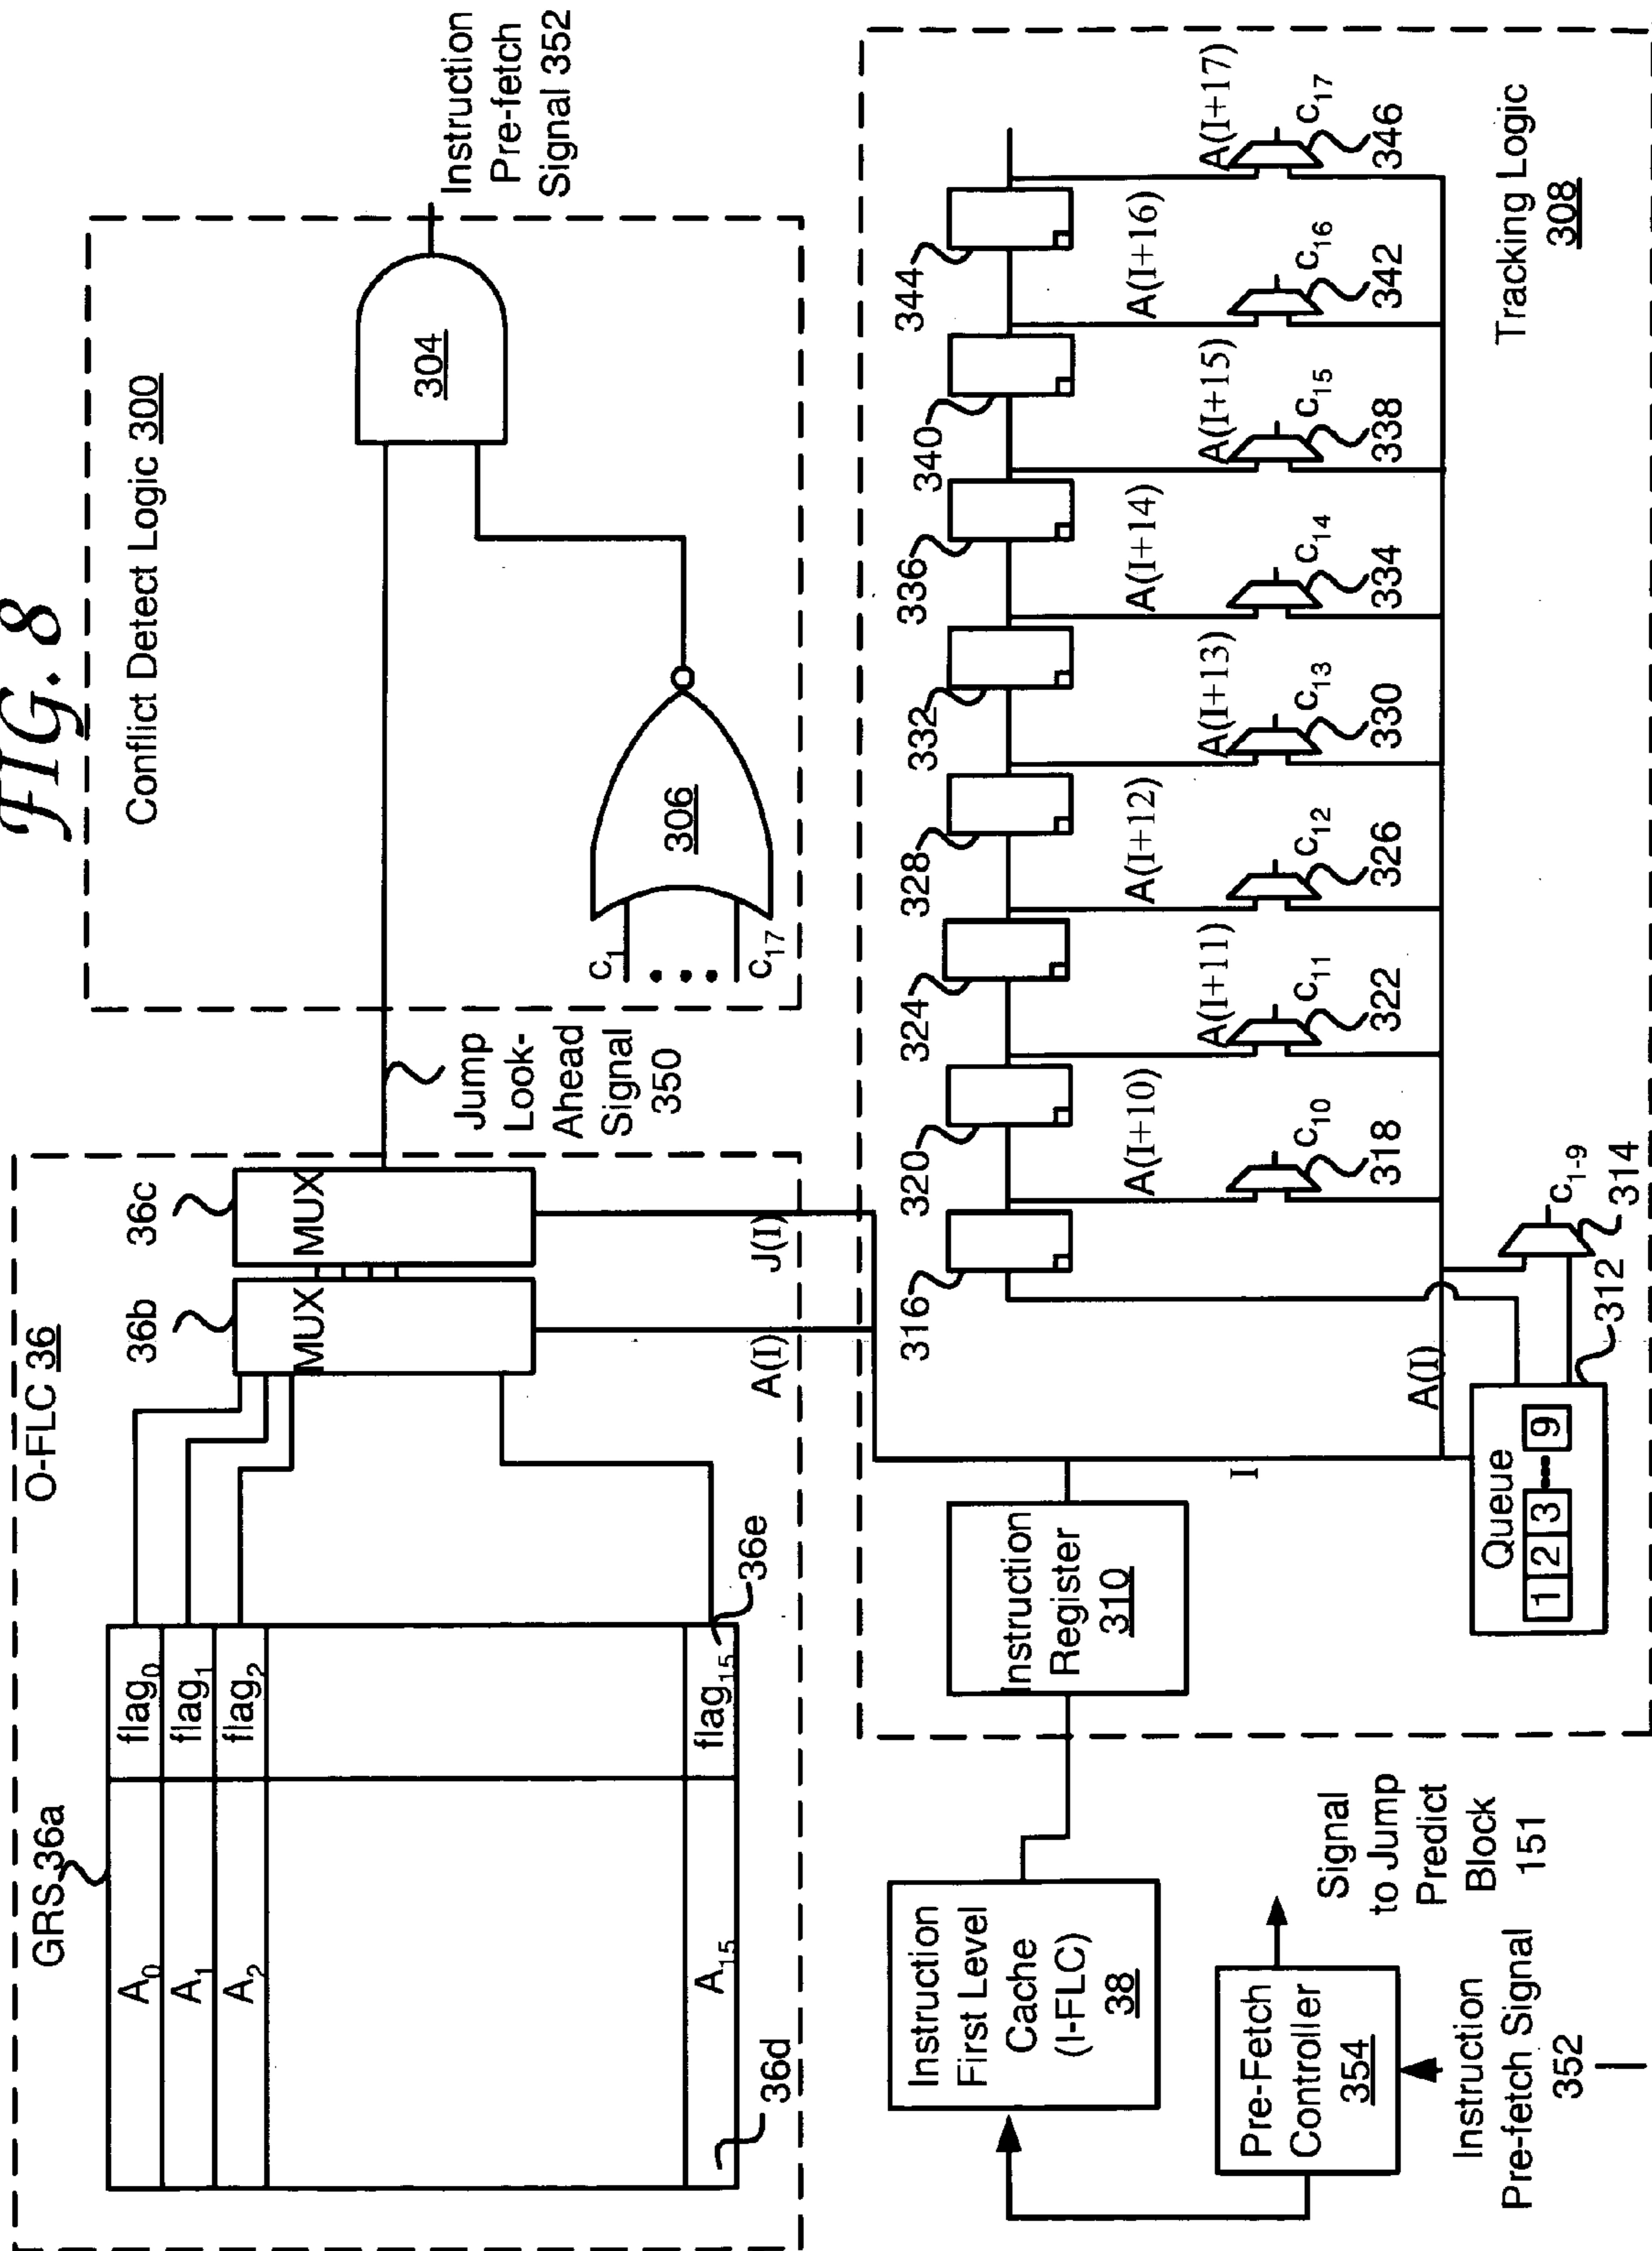 FIG. 8
O-FLC 36
GRS 36a
A0
flag0
A1
flag1
A2
flag2
A15
flag15
36d
36e
36b
36c
MUX
MUX
A(I)
J(I)
Jump
Look-
Ahead
Signal
350
Conflict Detect Logic 300
304
306
c1
c17
Instruction
Pre-fetch
Signal 352
Instruction
First Level
Cache
(I-FLC)
38
Pre-Fetch
Controller
354
Signal
to Jump
Predict
Block
151
Instruction
Pre-fetch Signal
352
Instruction
Register
310
I
Queue
1 2 3 9
312
314
c1-9
A(I)
316
320
324
328
332
336
340
344
A(I+10)
A(I+11)
A(I+12)
A(I+13)
A(I+14)
A(I+15)
A(I+16)
A(I+17)
c10
c11
c12
c13
c14
c15
c16
c17
318
322
326
330
334
338
342
346
Tracking Logic
308